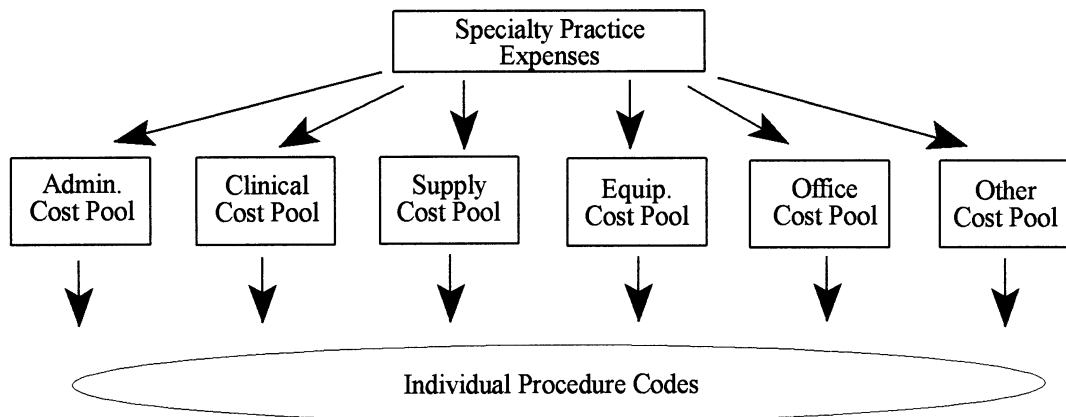 Specialty Practice
Expenses
Admin.
Cost Pool
Clinical
Cost Pool
Supply
Cost Pool
Equip.
Cost Pool
Office
Cost Pool
Other
Cost Pool
Individual Procedure Codes